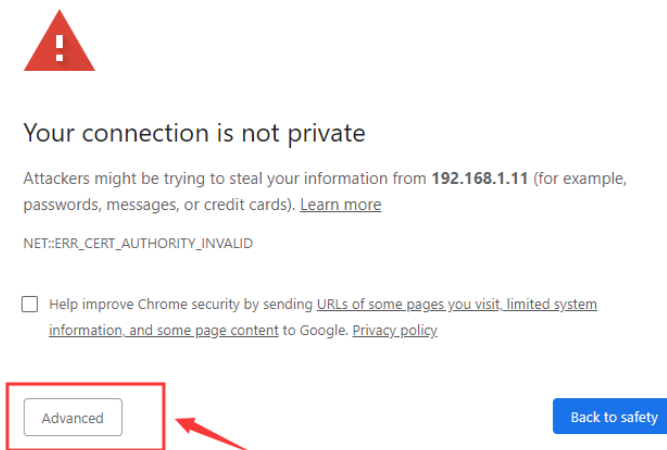 Your connection is not private
Attackers might be trying to steal your information from 192.168.1.11 (for example,
passwords, messages, or credit cards). Learn more
NET::ERR_CERT_AUTHORITY_INVALID
Help improve Chrome security by sending URLs of some pages you visit, limited system
information, and some page content to Google. Privacy policy
Advanced
Back to safety